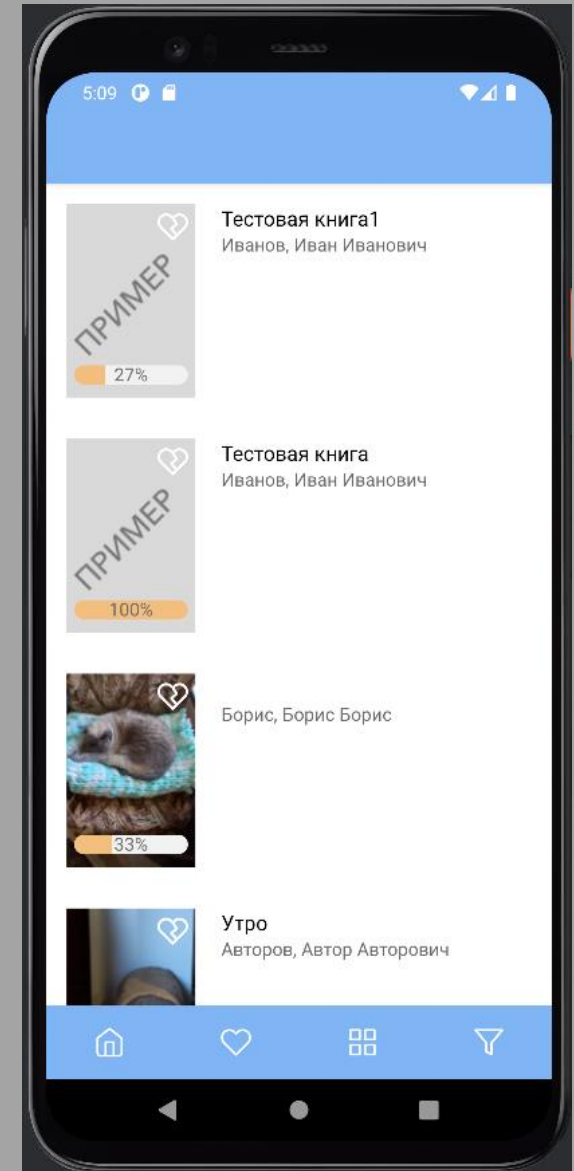 5:09
Тестовая книга1
Иванов, Иван Иванович
ПРИМЕР
27%
Тестовая книга
Иванов, Иван Иванович
ПРИМЕР
100%
Борис, Борис Борис
33%
Утро
Авторов, Автор Авторович